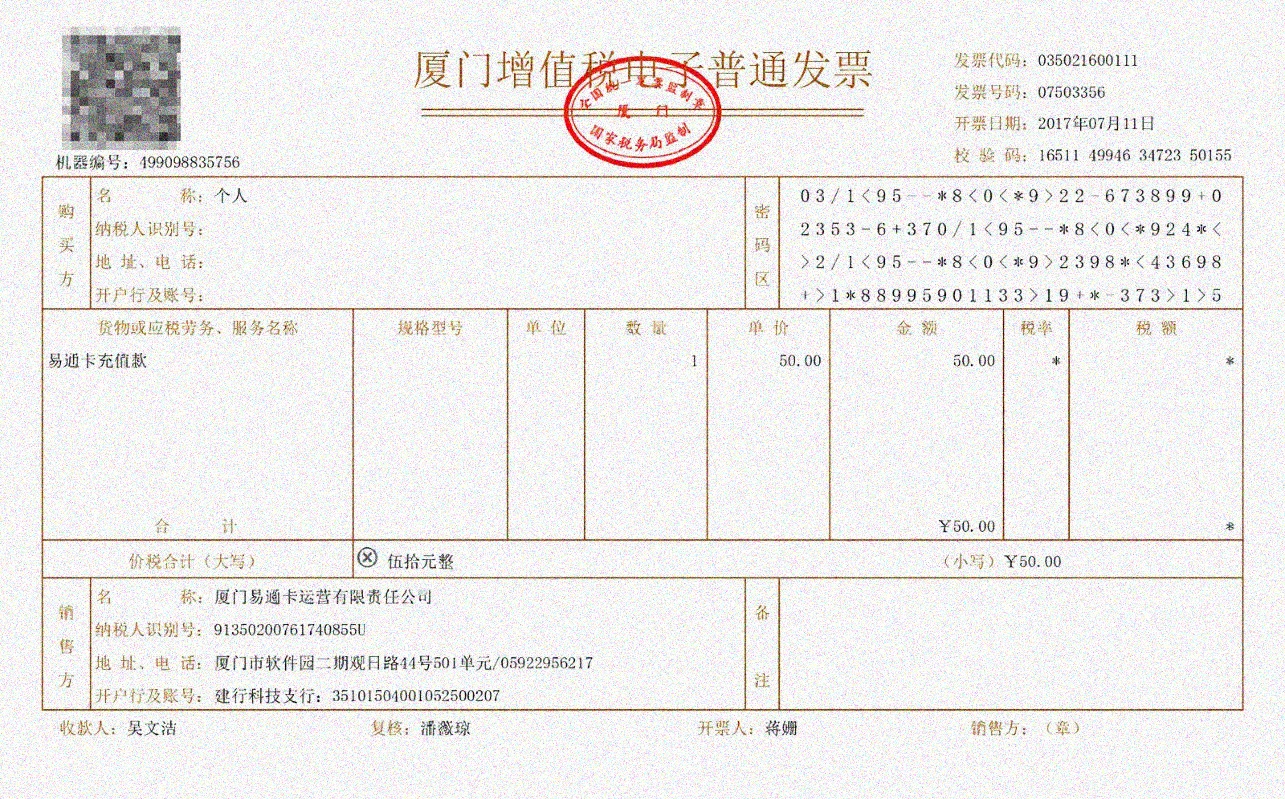 厦门增值税电子普通发票
全国统一发票监制章
厦 门
国家税务局监制
发票代码：035021600111
发票号码：07503356
开票日期：2017年07月11日
校 验 码：16511 49946 34723 50155
机器编号：499098835756
购买方
名 称：个人
纳税人识别号：
地 址、电 话：
开户行及账号：
密码区
03/1<95--*8<0<*9>22-673899+0
2353-6+370/1<95--*8<0<*924*<
>2/1<95--*8<0<*9>2398*<43698
+>1*88995901133>19+*-373>1>5
货物或应税劳务、服务名称 规格型号 单 位 数 量 单 价 金 额 税率 税 额
易通卡充值款 1 50.00 50.00 * *
合 计 ￥50.00 *
价税合计（大写） ⊗ 伍拾元整 （小写）￥50.00
销售方
名 称：厦门易通卡运营有限责任公司
纳税人识别号：91350200761740855U
地 址、电 话：厦门市软件园二期观日路44号501单元/05922956217
开户行及账号：建行科技支行：35101504001052500207
备注
收款人：吴文洁 复核：潘薇琼 开票人：蒋姗 销售方：（章）